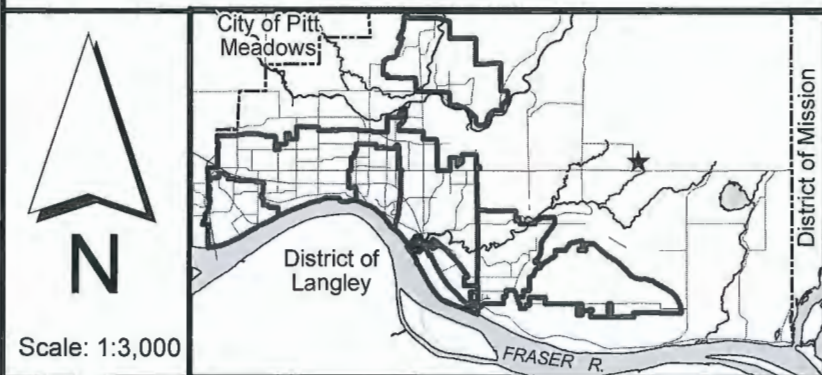 N
Scale: 1:3,000
City of Pitt
Meadows
District of
Langley
FRASER R.
District of Mission